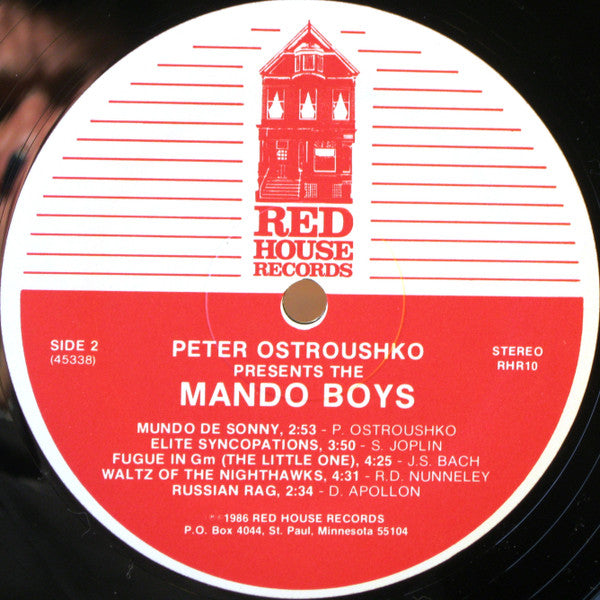 RED
HOUSE
RECORDS
SIDE 2
(45338)
PETER OSTROUSHKO
PRESENTS THE
MANDO BOYS
STEREO
RHR10
MUNDO DE SONNY, 2:53 - P. OSTROUSHKO
ELITE SYNCOPATIONS, 3:50 - S. JOPLIN
FUGUE IN Gm (THE LITTLE ONE), 4:25 - J.S. BACH
WALTZ OF THE NIGHTHAWKS, 4:31 - R.D. NUNNELEY
RUSSIAN RAG, 2:34 - D. APOLLON
℗ © 1986 RED HOUSE RECORDS
P.O. Box 4044, St. Paul, Minnesota 55104